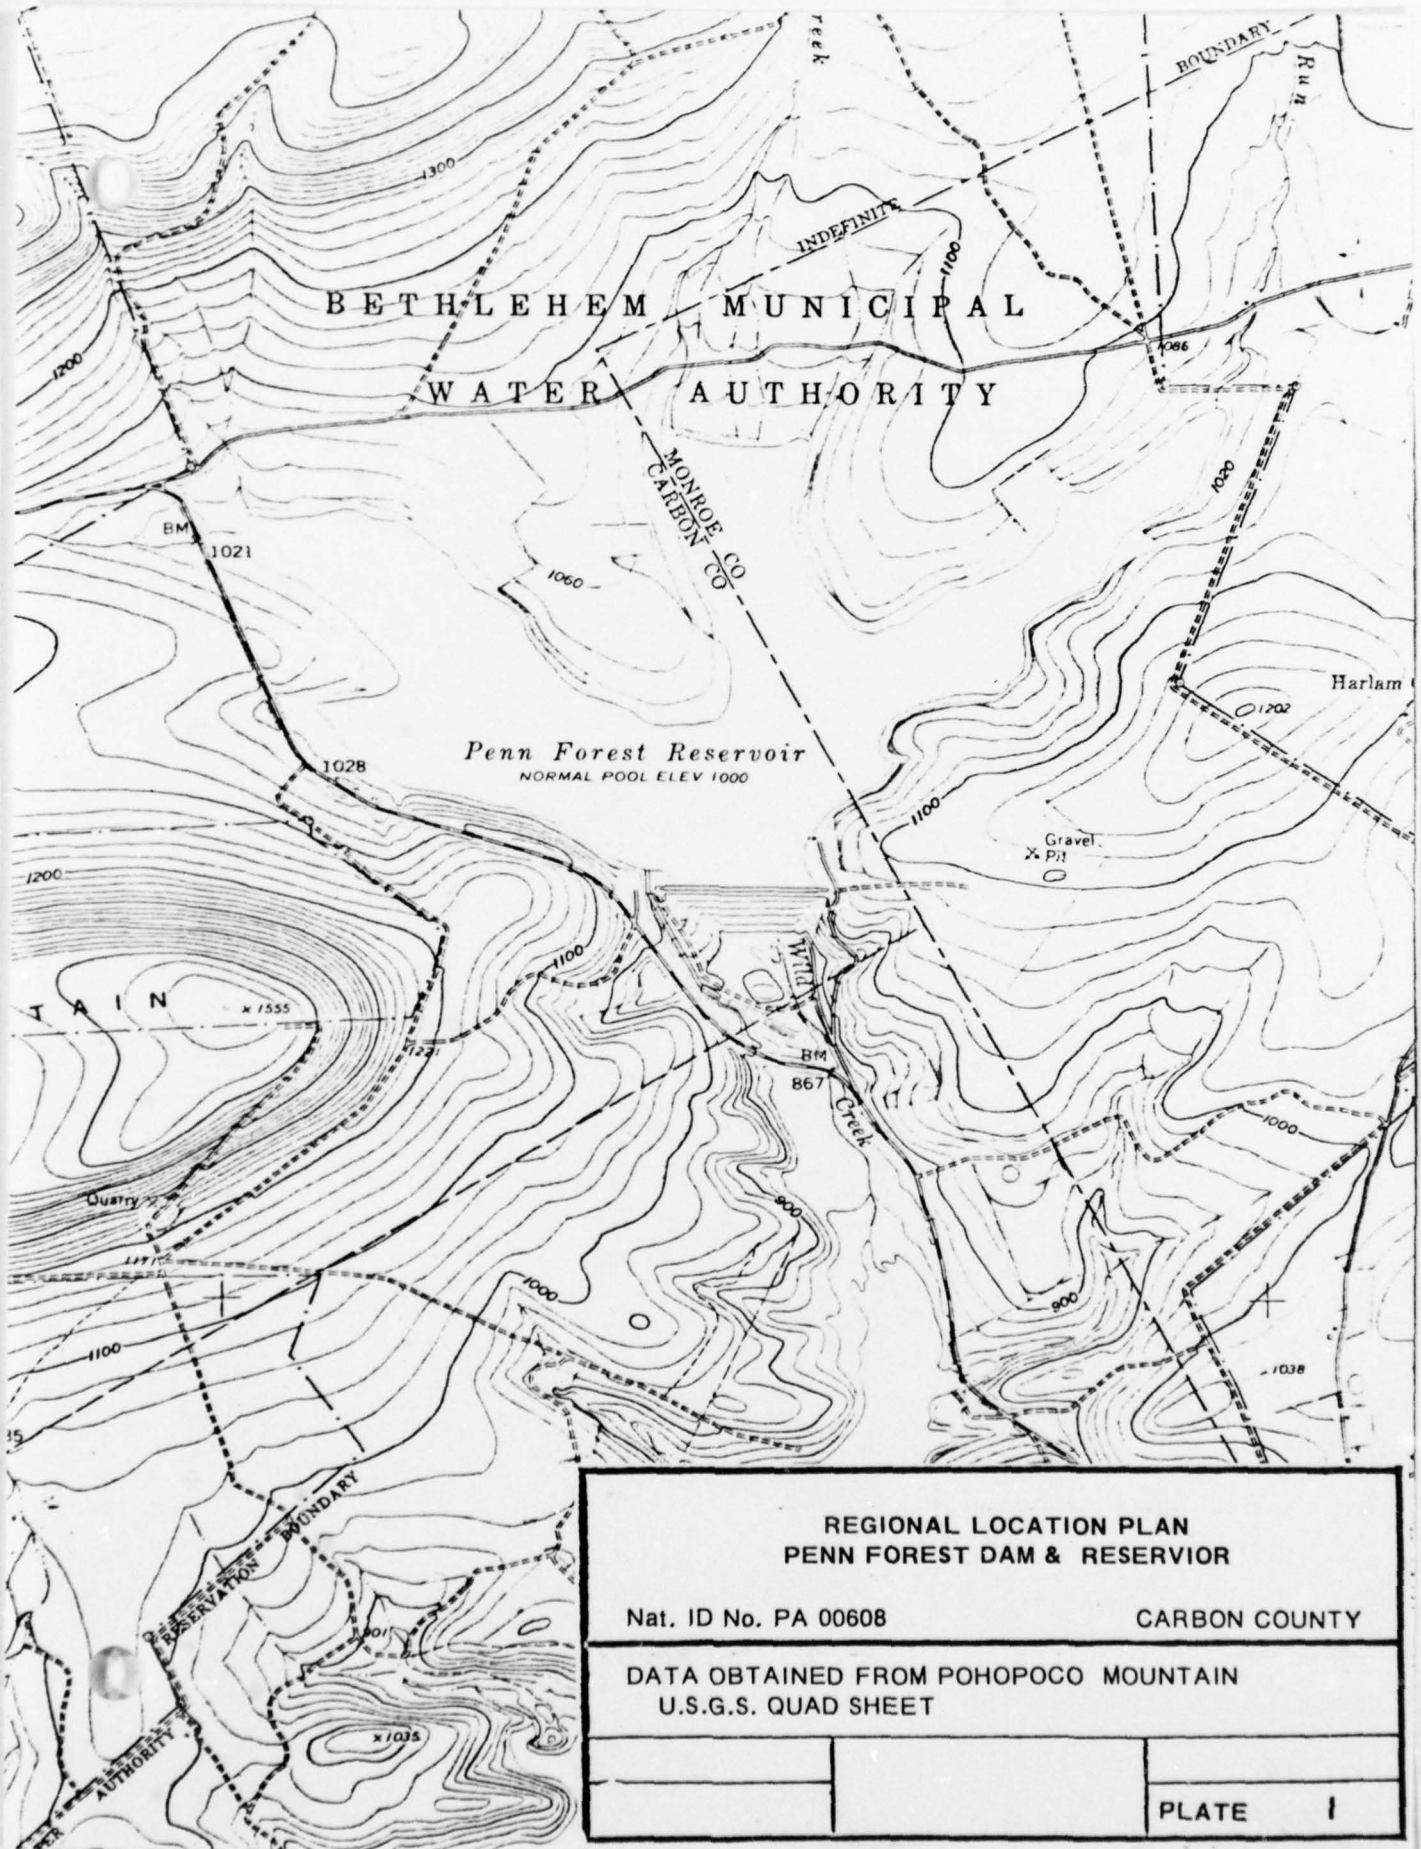 reek
BOUNDARY
Run
1300
INDEFINITE
1100
BETHLEHEM MUNICIPAL
1086
1200
WATER AUTHORITY
MONROE CO
CARBON CO
1020
BM
1021
1060
Harlam
1202
Penn Forest Reservoir
NORMAL POOL ELEV 1000
1028
1100
Gravel
Pit
1200
1100
Wild
TAIN
x 1555
1221
BM
867
Creek
1000
Quarry
900
1171
1000
900
1100
1038
35
BOUNDARY
RESERVATION
901
x 1035
AUTHORITY
PER
REGIONAL LOCATION PLAN
PENN FOREST DAM & RESERVIOR
Nat. ID No. PA 00608 CARBON COUNTY
DATA OBTAINED FROM POHOPOCO MOUNTAIN
U.S.G.S. QUAD SHEET
PLATE 1